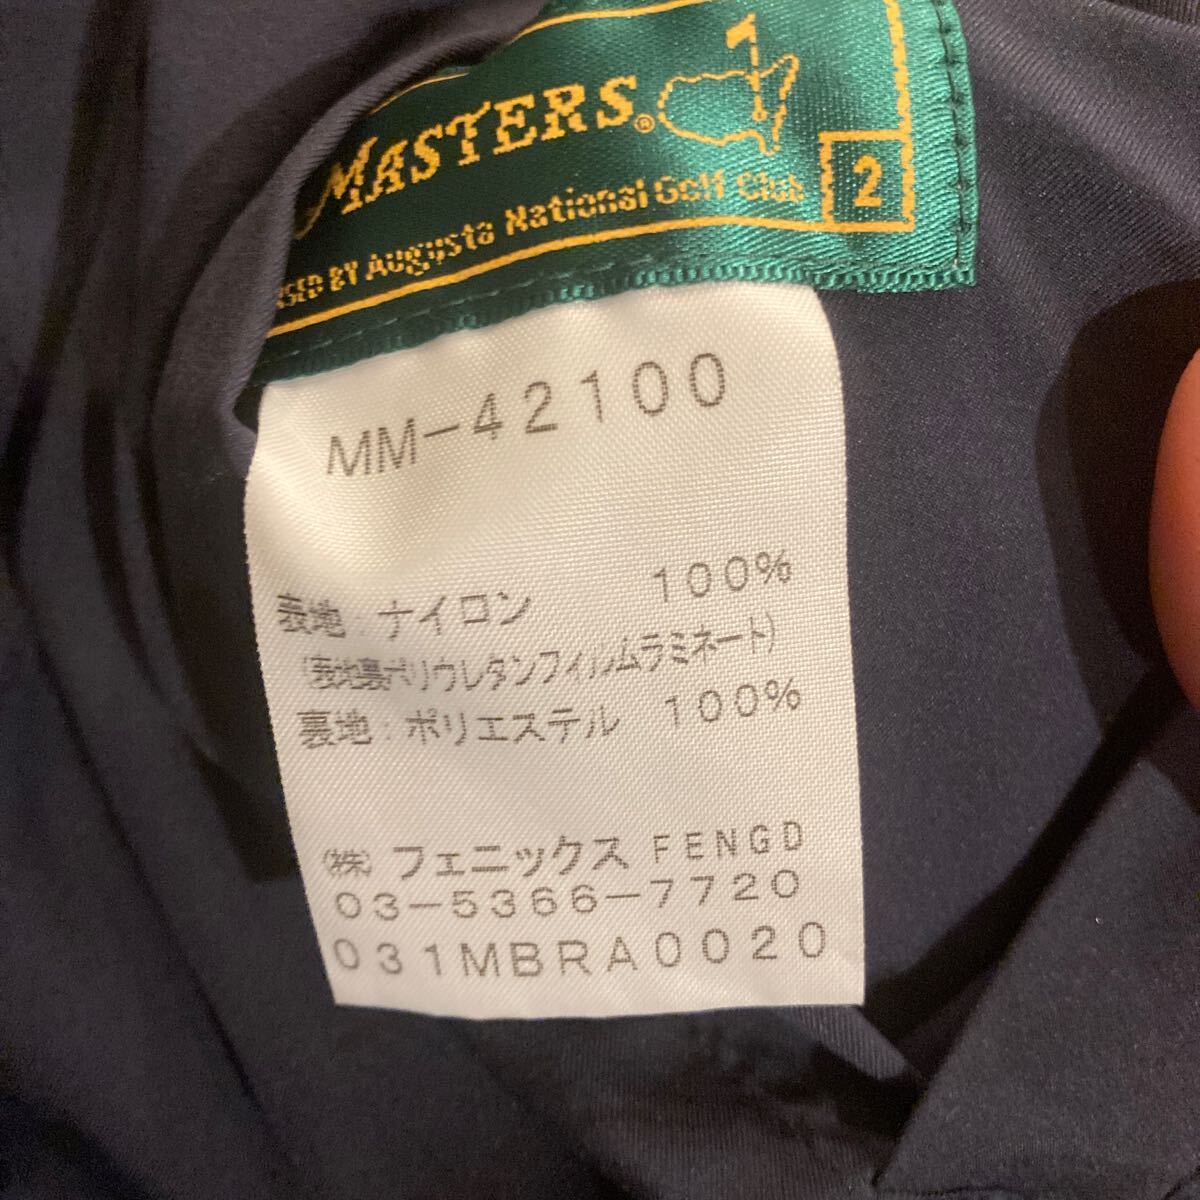 MASTERS®
BY Augusta National Golf Club
2
MM-42100
表地:ナイロン 100%
(表地裏ポリウレタンフィルムラミネート)
裏地:ポリエステル 100%
(株)フェニックス FENGD
03-5366-7720
031MBRA0020